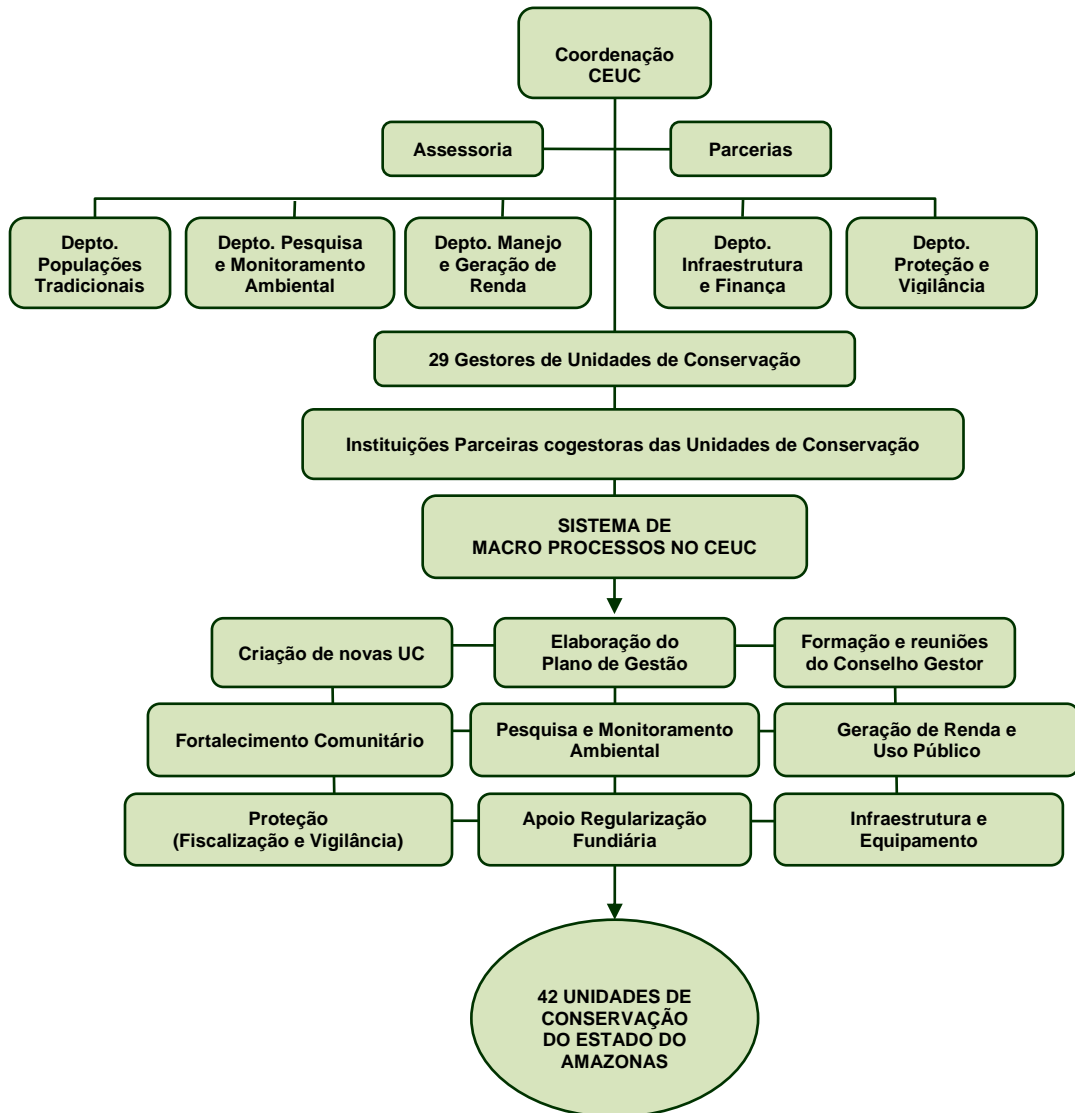 Coordenação
CEUC
Assessoria
Parcerias
Depto.
Populações
Tradicionais
Depto. Pesquisa
e Monitoramento
Ambiental
Depto. Manejo
e Geração de
Renda
Depto.
Infraestrutura
e Finança
Depto.
Proteção e
Vigilância
29 Gestores de Unidades de Conservação
Instituições Parceiras cogestoras das Unidades de Conservação
SISTEMA DE
MACRO PROCESSOS NO CEUC
Criação de novas UC
Elaboração do
Plano de Gestão
Formação e reuniões
do Conselho Gestor
Fortalecimento Comunitário
Pesquisa e Monitoramento
Ambiental
Geração de Renda e
Uso Público
Proteção
(Fiscalização e Vigilância)
Apoio Regularização
Fundiária
Infraestrutura e
Equipamento
42 UNIDADES DE
CONSERVAÇÃO
DO ESTADO DO
AMAZONAS